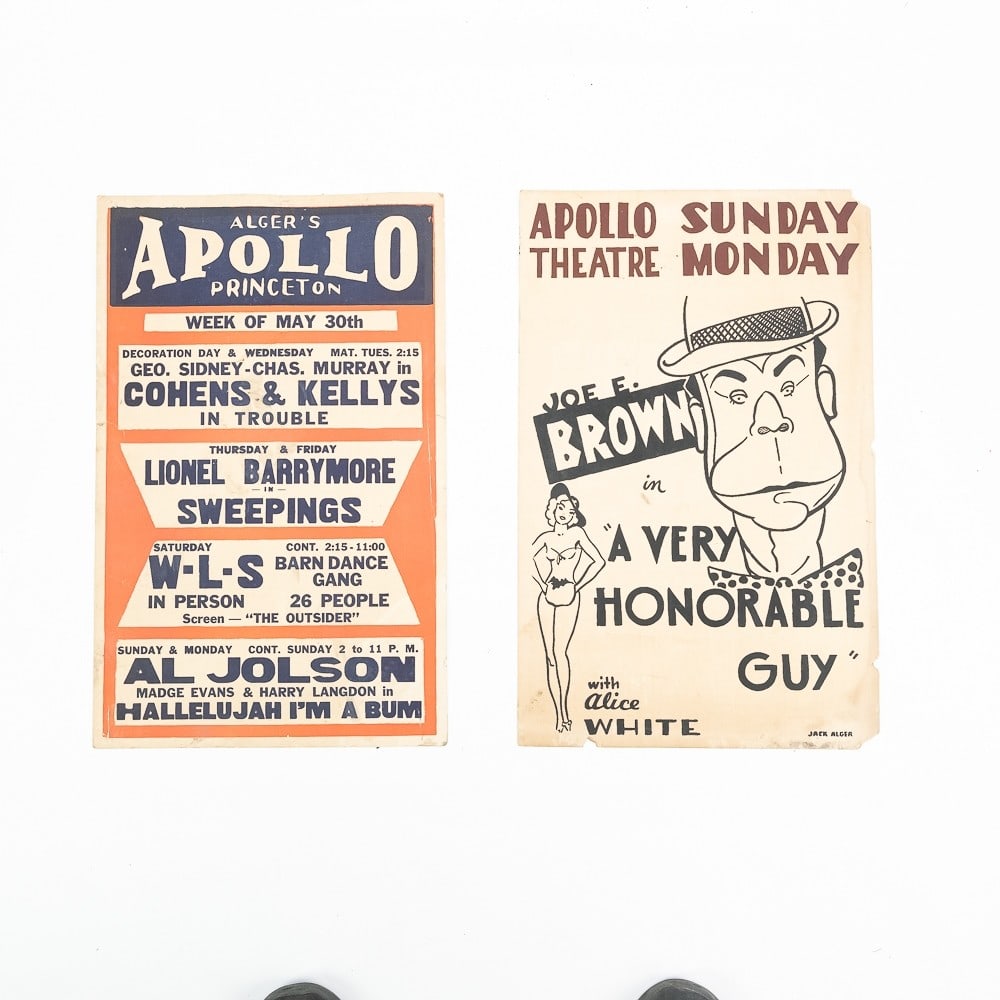 ALGER'S
APOLLO
PRINCETON
WEEK OF MAY 30th
DECORATION DAY & WEDNESDAY MAT. TUES. 2:15
GEO. SIDNEY-CHAS. MURRAY in
COHENS & KELLYS
IN TROUBLE
THURSDAY & FRIDAY
LIONEL BARRYMORE
— IN —
SWEEPINGS
SATURDAY CONT. 2:15-11:00
W-L-S BARN DANCE
GANG
IN PERSON 26 PEOPLE
Screen — "THE OUTSIDER"
SUNDAY & MONDAY CONT. SUNDAY 2 to 11 P. M.
AL JOLSON
MADGE EVANS & HARRY LANGDON in
HALLELUJAH I'M A BUM
APOLLO SUNDAY
THEATRE MONDAY
JOE E.
BROWN
in
"A VERY
HONORABLE
GUY"
with
alice
WHITE
JACK ALGER